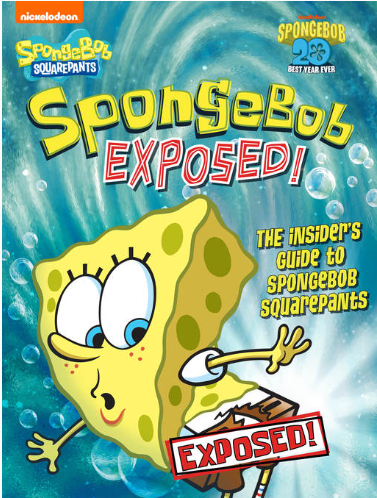 nickelodeon
SpongeBob
SQUAREPANTS
SPONGEBOB
20
BEST YEAR EVER
SpongeBob
EXPOSED!
THE INSIDER'S
GUIDE TO
SPONGEBOB
SQUAREPANTS
EXPOSED!